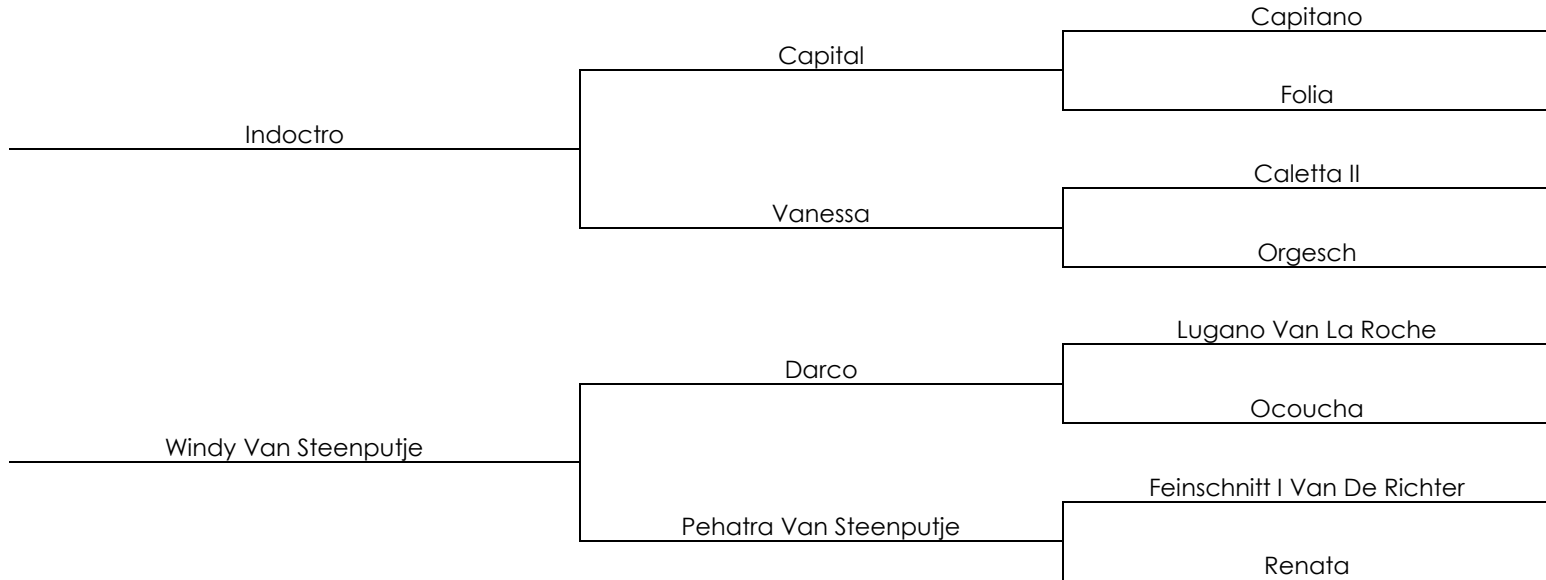 Capitano
Capital
Folia
Indoctro
Caletta II
Vanessa
Orgesch
Lugano Van La Roche
Darco
Ocoucha
Windy Van Steenputje
Feinschnitt I Van De Richter
Pehatra Van Steenputje
Renata